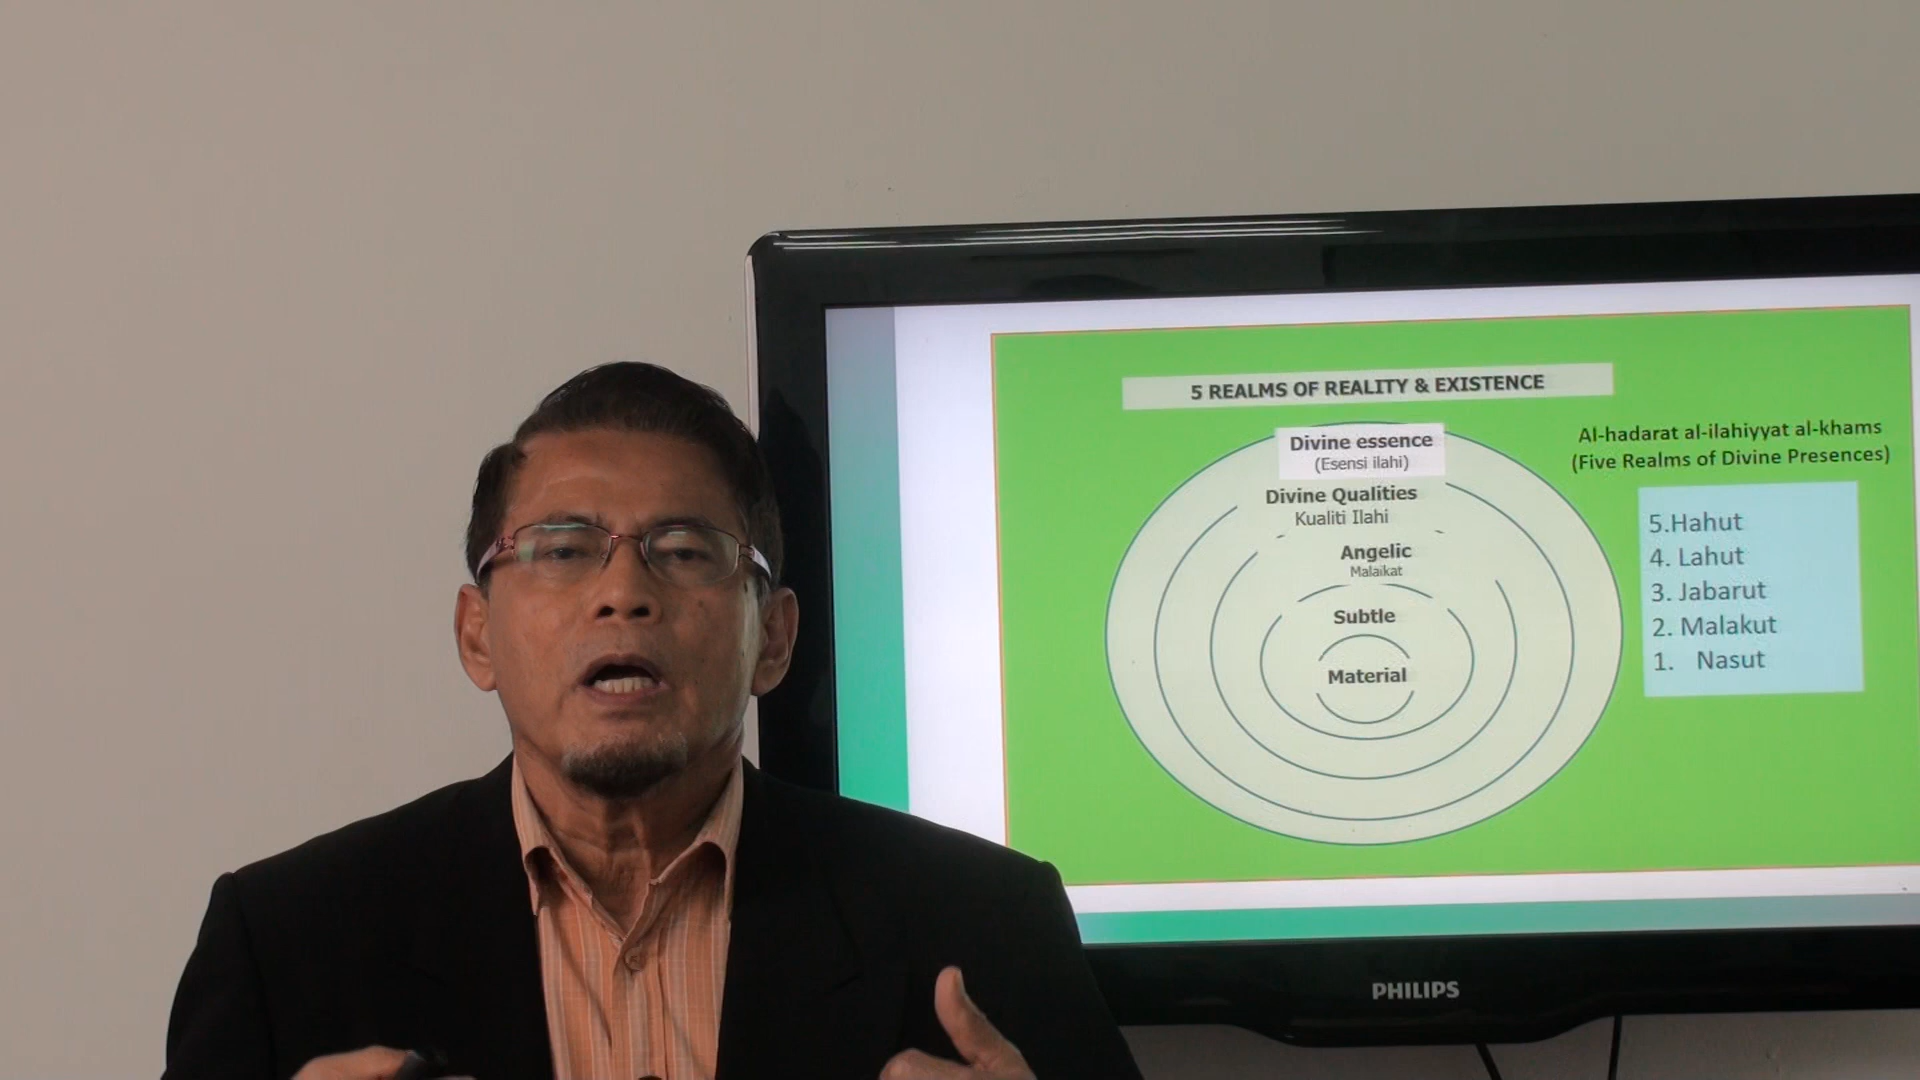 5 REALMS OF REALITY & EXISTENCE
Divine essence
(Esensi ilahi)
Divine Qualities
Kualiti Ilahi
Angelic
Malaikat
Subtle
Material
Al-hadarat al-ilahiyyat al-khams
(Five Realms of Divine Presences)
5.Hahut
4. Lahut
3. Jabarut
2. Malakut
1. Nasut
PHILIPS